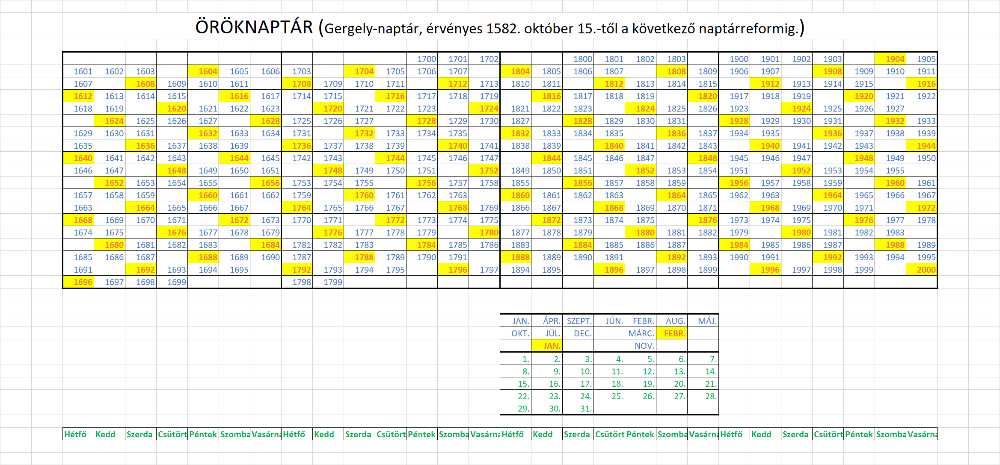 ÖRÖKNAPTÁR (Gergely-naptár, érvényes 1582. október 15.-től a következő naptárreformig.)
1700 1701 1702 1800 1801 1802 1803 1900 1901 1902 1903 1904 1905
1601 1602 1603 1604 1605 1606 1703 1704 1705 1706 1707 1804 1805 1806 1807 1808 1809 1906 1907 1908 1909 1910 1911
1607 1608 1609 1610 1611 1708 1709 1710 1711 1712 1713 1810 1811 1812 1813 1814 1815 1912 1913 1914 1915 1916
1612 1613 1614 1615 1616 1617 1714 1715 1716 1717 1718 1719 1816 1817 1818 1819 1820 1917 1918 1919 1920 1921 1922
1618 1619 1620 1621 1622 1623 1720 1721 1722 1723 1724 1821 1822 1823 1824 1825 1826 1923 1924 1925 1926 1927
1624 1625 1626 1627 1628 1725 1726 1727 1728 1729 1730 1827 1828 1829 1830 1831 1928 1929 1930 1931 1932 1933
1629 1630 1631 1632 1633 1634 1731 1732 1733 1734 1735 1832 1833 1834 1835 1836 1837 1934 1935 1936 1937 1938 1939
1635 1636 1637 1638 1639 1736 1737 1738 1739 1740 1741 1838 1839 1840 1841 1842 1843 1940 1941 1942 1943 1944
1640 1641 1642 1643 1644 1645 1742 1743 1744 1745 1746 1747 1844 1845 1846 1847 1848 1945 1946 1947 1948 1949 1950
1646 1647 1648 1649 1650 1651 1748 1749 1750 1751 1752 1849 1850 1851 1852 1853 1854 1951 1952 1953 1954 1955
1652 1653 1654 1655 1656 1753 1754 1755 1756 1757 1758 1855 1856 1857 1858 1859 1956 1957 1958 1959 1960 1961
1657 1658 1659 1660 1661 1662 1759 1760 1761 1762 1763 1860 1861 1862 1863 1864 1865 1962 1963 1964 1965 1966 1967
1663 1664 1665 1666 1667 1764 1765 1766 1767 1768 1769 1866 1867 1868 1869 1870 1871 1968 1969 1970 1971 1972
1668 1669 1670 1671 1672 1673 1770 1771 1772 1773 1774 1775 1872 1873 1874 1875 1876 1973 1974 1975 1976 1977 1978
1674 1675 1676 1677 1678 1679 1776 1777 1778 1779 1780 1877 1878 1879 1880 1881 1882 1979 1980 1981 1982 1983
1680 1681 1682 1683 1684 1781 1782 1783 1784 1785 1786 1883 1884 1885 1886 1887 1984 1985 1986 1987 1988 1989
1685 1686 1687 1688 1689 1690 1787 1788 1789 1790 1791 1888 1889 1890 1891 1892 1893 1990 1991 1992 1993 1994 1995
1691 1692 1693 1694 1695 1792 1793 1794 1795 1796 1797 1894 1895 1896 1897 1898 1899 1996 1997 1998 1999 2000
1696 1697 1698 1699 1798 1799
JAN. ÁPR. SZEPT. JÚN. FEBR. AUG. MÁJ.
OKT. JÚL. DEC. MÁRC. FEBR.
JAN. NOV.
1. 2. 3. 4. 5. 6. 7.
8. 9. 10. 11. 12. 13. 14.
15. 16. 17. 18. 19. 20. 21.
22. 23. 24. 25. 26. 27. 28.
29. 30. 31.
Hétfő Kedd Szerda Csütört Péntek Szomba Vasárna Hétfő Kedd Szerda Csütört Péntek Szomba Vasárna Hétfő Kedd Szerda Csütört Péntek Szomba Vasárna Hétfő Kedd Szerda Csütört Péntek Szomba Vasárna